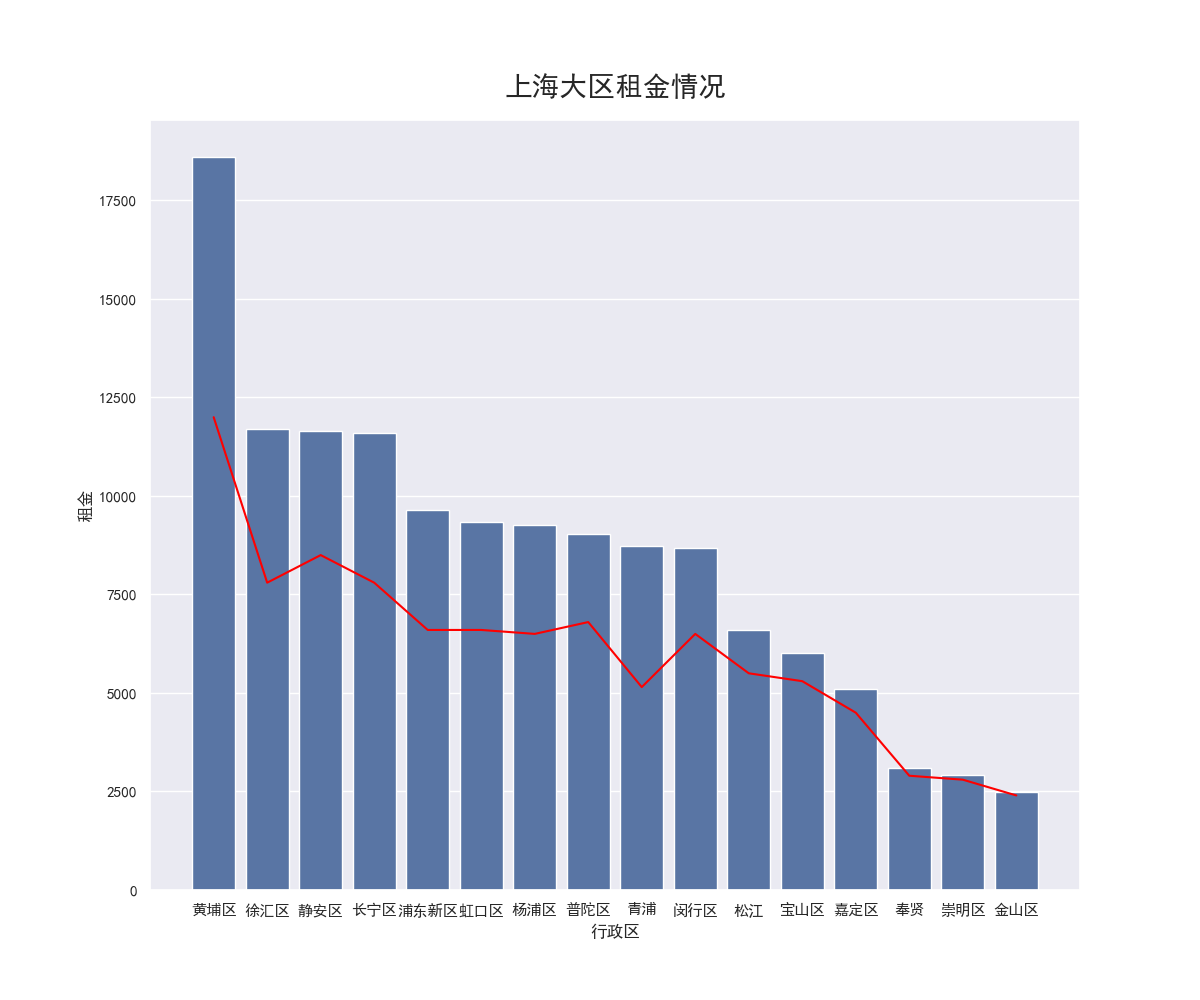 上海大区租金情况
17500
15000
12500
10000
7500
5000
2500
0
租金
黄埔区 徐汇区 静安区 长宁区 浦东新区 虹口区 杨浦区 普陀区 青浦 闵行区 松江 宝山区 嘉定区 奉贤 崇明区 金山区
行政区